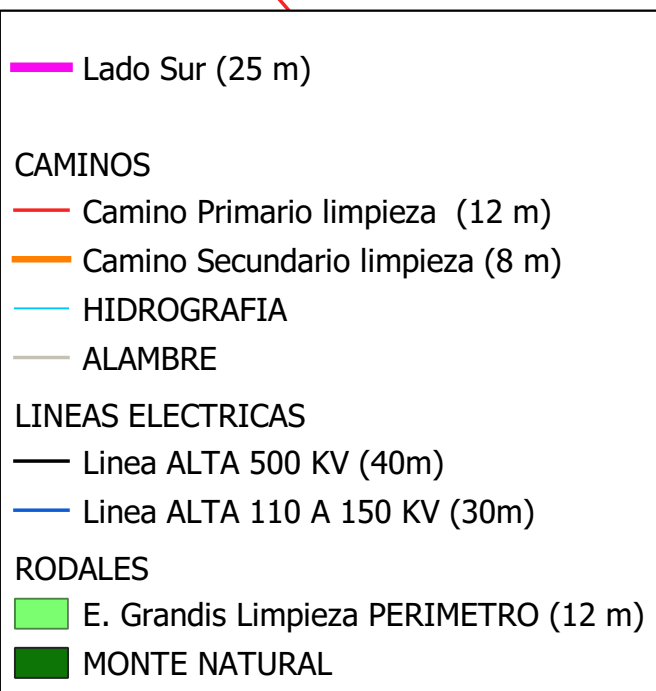 Lado Sur (25 m)
CAMINOS
Camino Primario limpieza (12 m)
Camino Secundario limpieza (8 m)
HIDROGRAFIA
ALAMBRE
LINEAS ELECTRICAS
Linea ALTA 500 KV (40m)
Linea ALTA 110 A 150 KV (30m)
RODALES
E. Grandis Limpieza PERIMETRO (12 m)
MONTE NATURAL